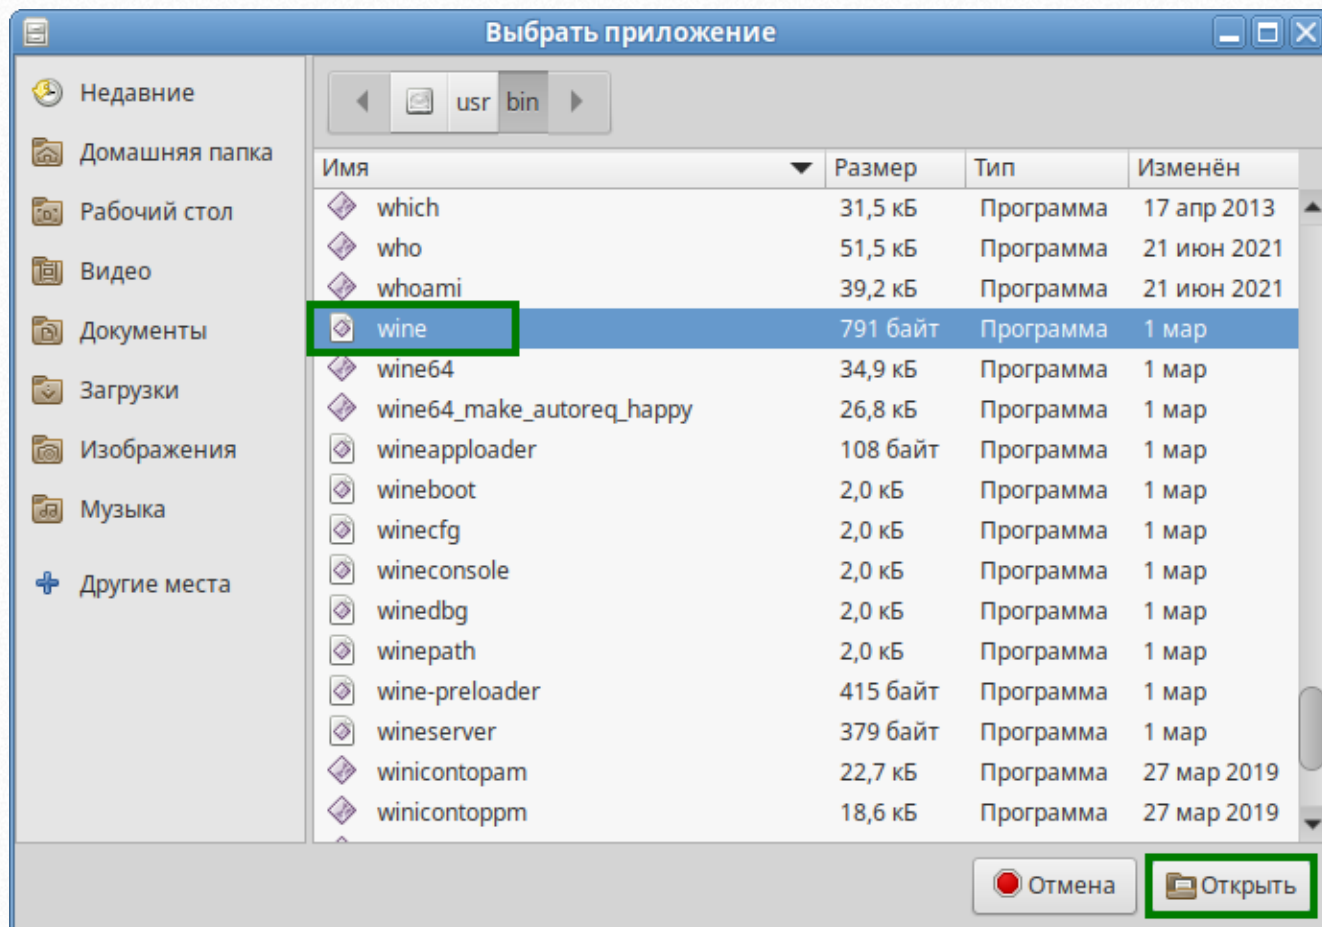 Выбрать приложение
Недавние
Домашняя папка
Рабочий стол
Видео
Документы
Загрузки
Изображения
Музыка
Другие места
usr bin
Имя Размер Тип Изменён
which 31,5 кБ Программа 17 апр 2013
who 51,5 кБ Программа 21 июн 2021
whoami 39,2 кБ Программа 21 июн 2021
wine 791 байт Программа 1 мар
wine64 34,9 кБ Программа 1 мар
wine64_make_autoreq_happy 26,8 кБ Программа 1 мар
wineapploader 108 байт Программа 1 мар
wineboot 2,0 кБ Программа 1 мар
winecfg 2,0 кБ Программа 1 мар
wineconsole 2,0 кБ Программа 1 мар
winedbg 2,0 кБ Программа 1 мар
winepath 2,0 кБ Программа 1 мар
wine-preloader 415 байт Программа 1 мар
wineserver 379 байт Программа 1 мар
winicontopam 22,7 кБ Программа 27 мар 2019
winicontoppm 18,6 кБ Программа 27 мар 2019
Отмена Открыть